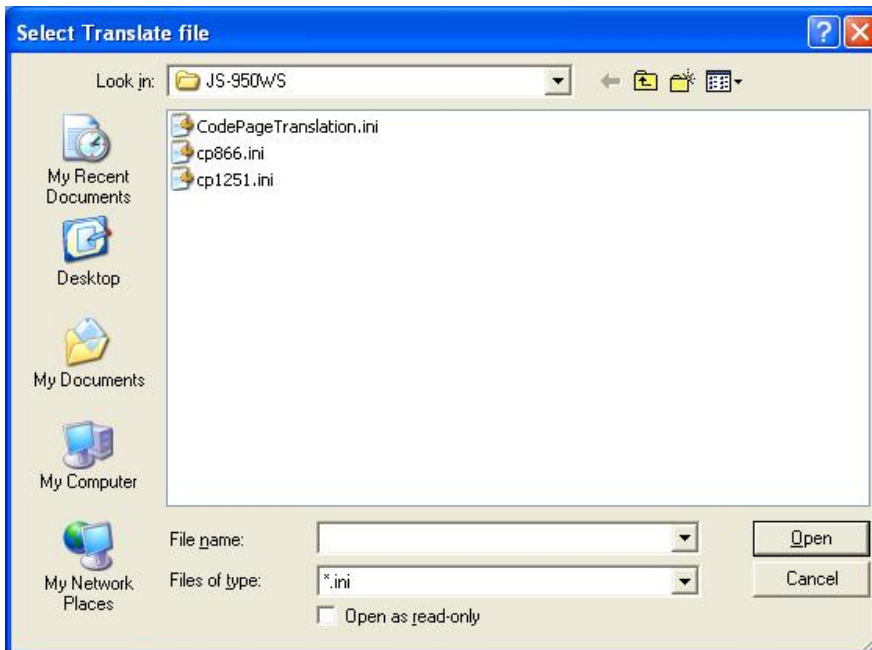 Select Translate file
Look in: JS-950WS
CodePageTranslation.ini
cp866.ini
cp1251.ini
My Recent
Documents
Desktop
My Documents
My Computer
My Network
Places
File name:
Open
Files of type: *.ini
Cancel
Open as read-only